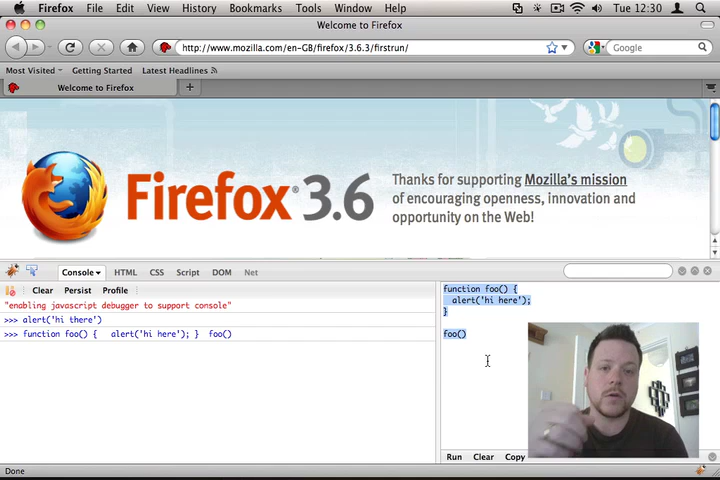 Firefox File Edit View History Bookmarks Tools Window Help Tue 12:30
Welcome to Firefox
http://www.mozilla.com/en-GB/firefox/3.6.3/firstrun/ Google
Most Visited Getting Started Latest Headlines
Welcome to Firefox
Firefox® 3.6
Thanks for supporting Mozilla's mission
of encouraging openness, innovation and
opportunity on the Web!
Console HTML CSS Script DOM Net
Clear Persist Profile
"enabling javascript debugger to support console"
>>> alert('hi there')
>>> function foo() { alert('hi here'); } foo()
function foo() {
alert('hi here');
}
foo()
Run Clear Copy
Done